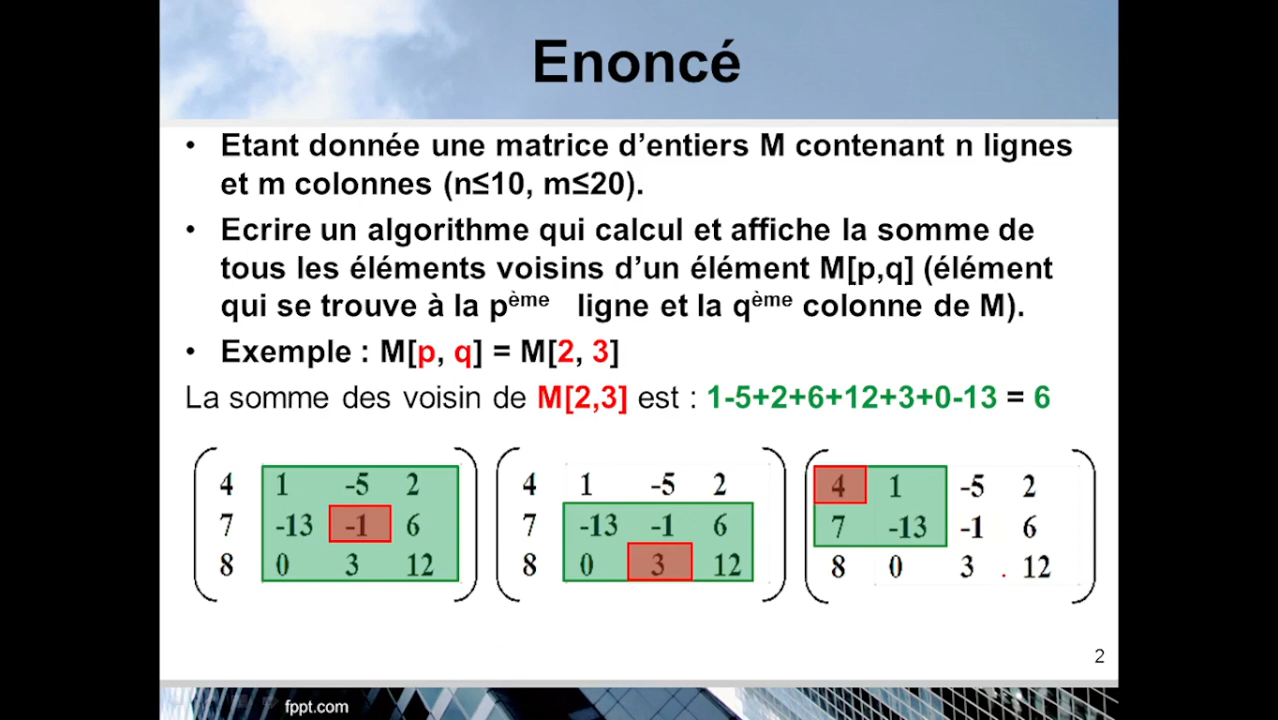 Enoncé
• Etant donnée une matrice d’entiers M contenant n lignes
et m colonnes (n≤10, m≤20).
• Ecrire un algorithme qui calcul et affiche la somme de
tous les éléments voisins d’un élément M[p,q] (élément
qui se trouve à la pème ligne et la qème colonne de M).
• Exemple : M[p, q] = M[2, 3]
La somme des voisin de M[2,3] est : 1-5+2+6+12+3+0-13 = 6
4 1 -5 2
7 -13 -1 6
8 0 3 12
4 1 -5 2
7 -13 -1 6
8 0 3 12
4 1 -5 2
7 -13 -1 6
8 0 3 12
2
fppt.com